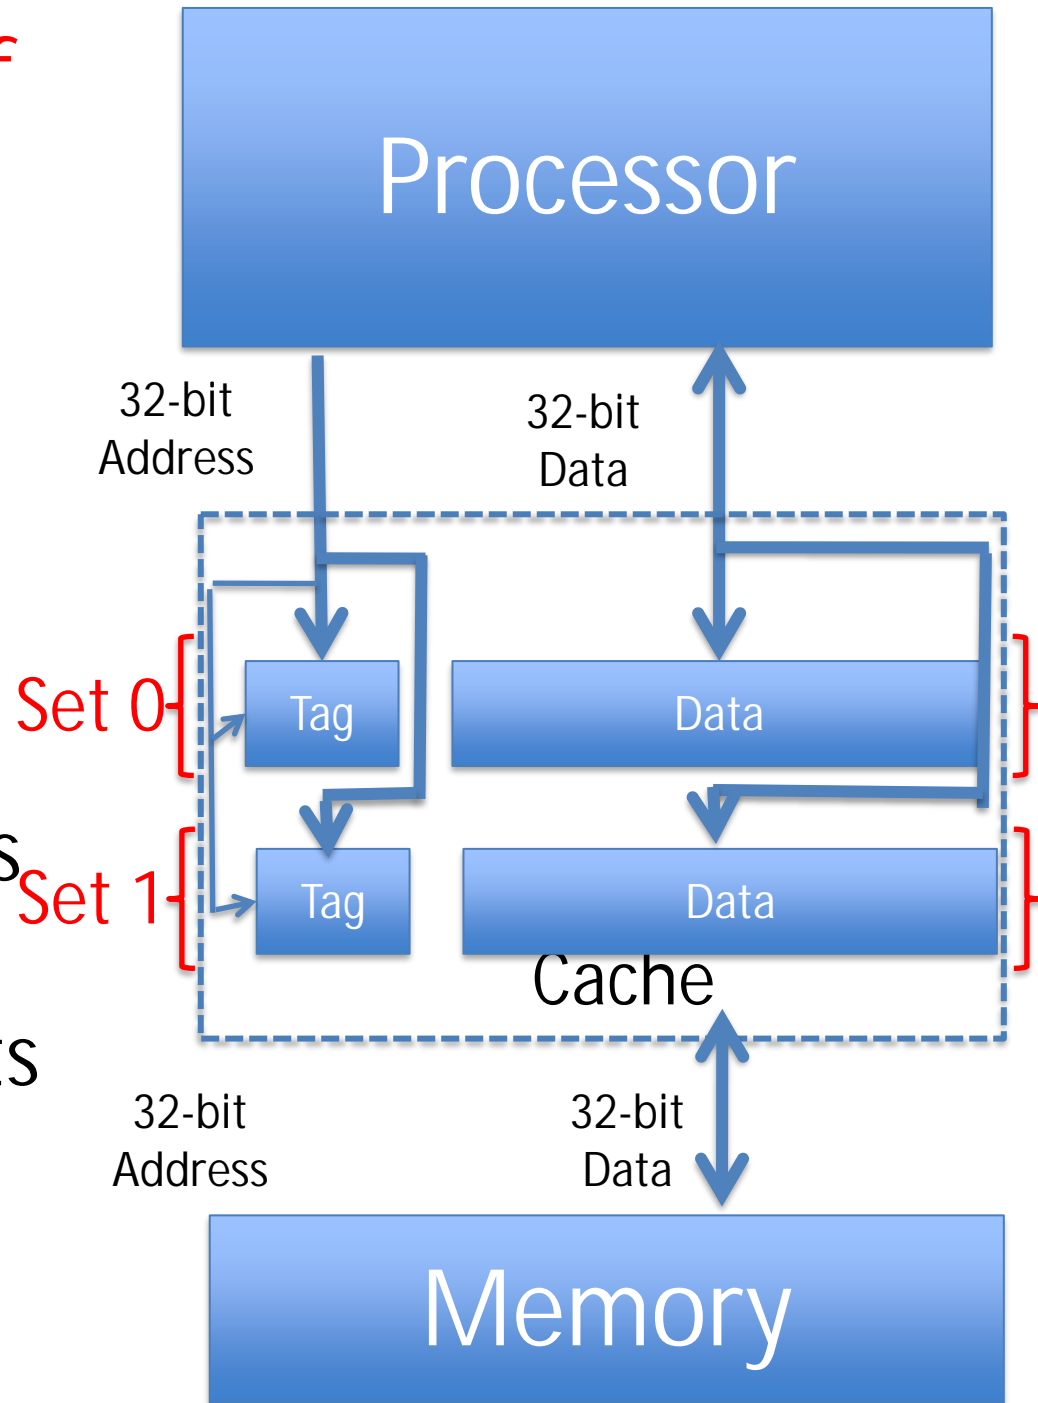 f
Processor
32-bit
Address
32-bit
Data
Set 0
Tag
Data
s
Set 1
Tag
Data
Cache
ts
32-bit
Address
32-bit
Data
Memory